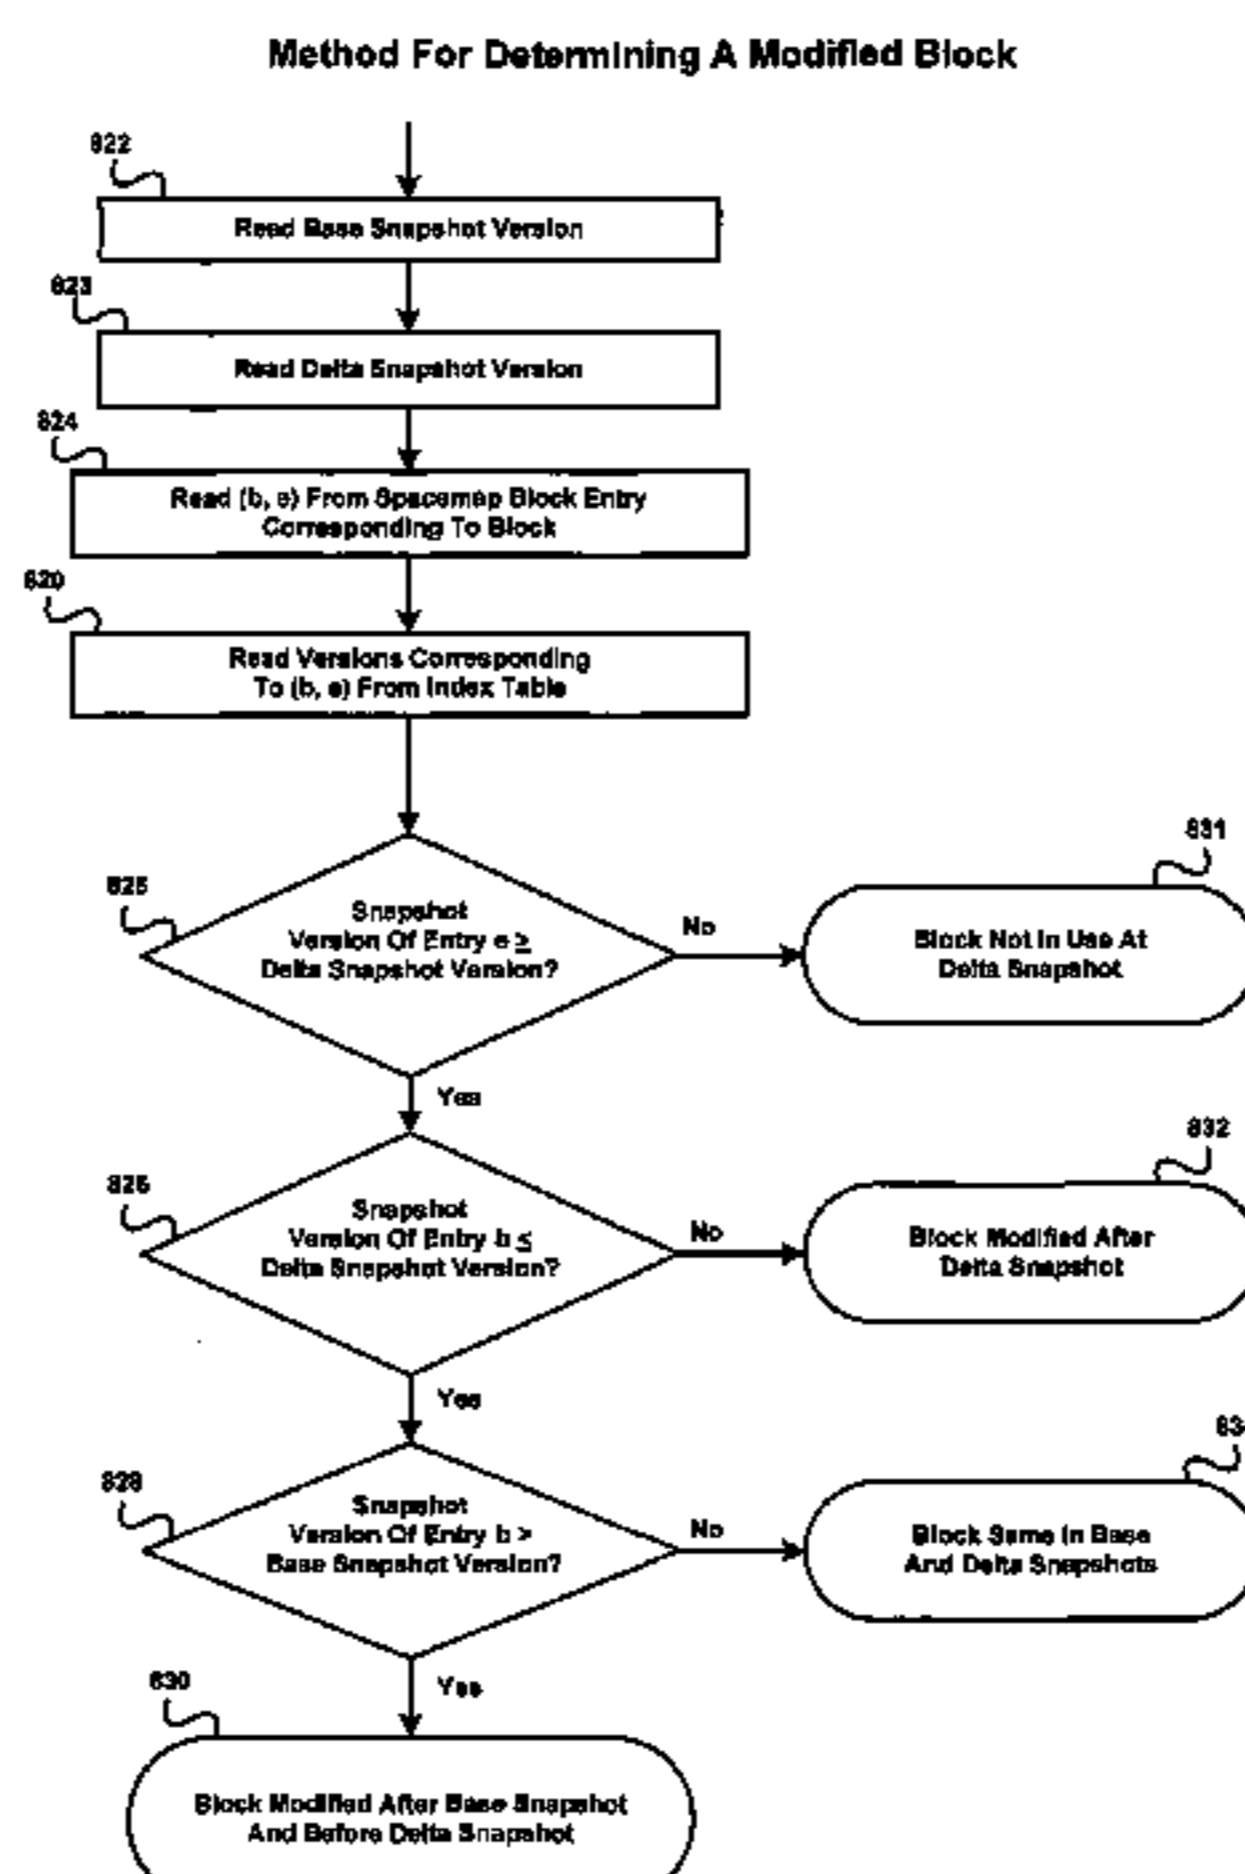 Method For Determining A Modified Block
822
Read Base Snapshot Version
823
Read Delta Snapshot Version
824
Read (b, e) From Spacemap Block Entry
Corresponding To Block
820
Read Versions Corresponding
To (b, e) From Index Table
825
Snapshot
Version Of Entry e ≥
Delta Snapshot Version?
No
831
Block Not In Use At
Delta Snapshot
Yes
826
Snapshot
Version Of Entry b ≤
Delta Snapshot Version?
No
832
Block Modified After
Delta Snapshot
Yes
828
Snapshot
Version Of Entry b >
Base Snapshot Version?
No
Block Same In Base
And Delta Snapshots
Yes
830
Block Modified After Base Snapshot
And Before Delta Snapshot